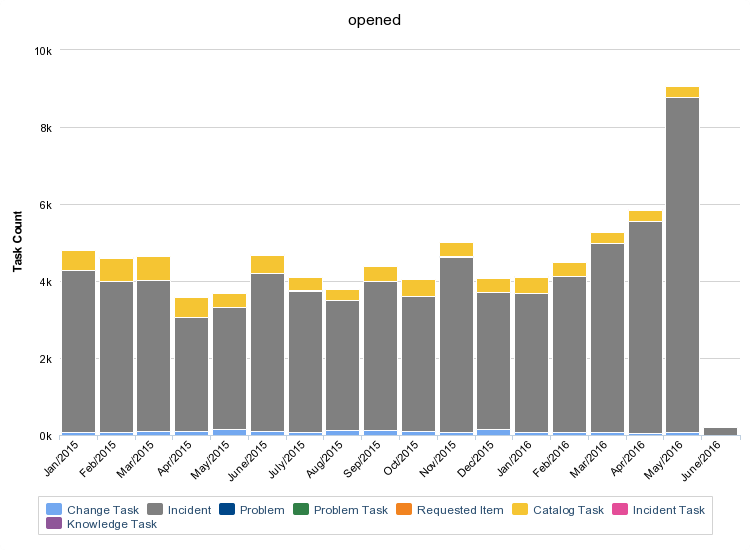 opened
10k
8k
6k
4k
2k
0k
Task Count
Jan/2015
Feb/2015
Mar/2015
Apr/2015
May/2015
June/2015
July/2015
Aug/2015
Sep/2015
Oct/2015
Nov/2015
Dec/2015
Jan/2016
Feb/2016
Mar/2016
Apr/2016
May/2016
June/2016
Change Task
Incident
Problem
Problem Task
Requested Item
Catalog Task
Incident Task
Knowledge Task